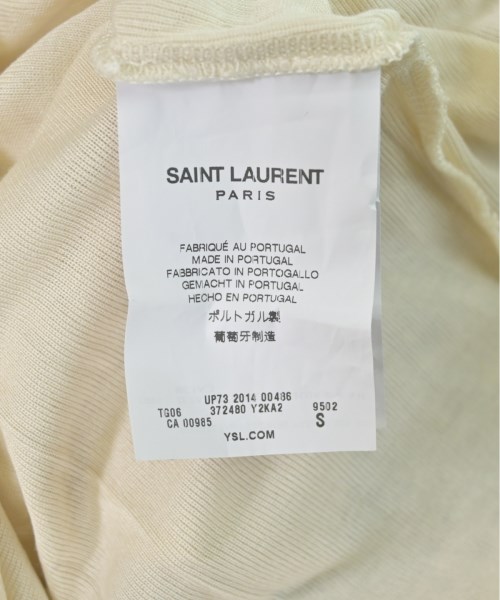 SAINT LAURENT
PARIS
FABRIQUÉ AU PORTUGAL
MADE IN PORTUGAL
FABBRICATO IN PORTOGALLO
GEMACHT IN PORTUGAL
HECHO EN PORTUGAL
ポルトガル製
葡萄牙制造
UP73 2014 00486
TG06 372480 Y2KA2 9502
CA 00985 S
YSL.COM